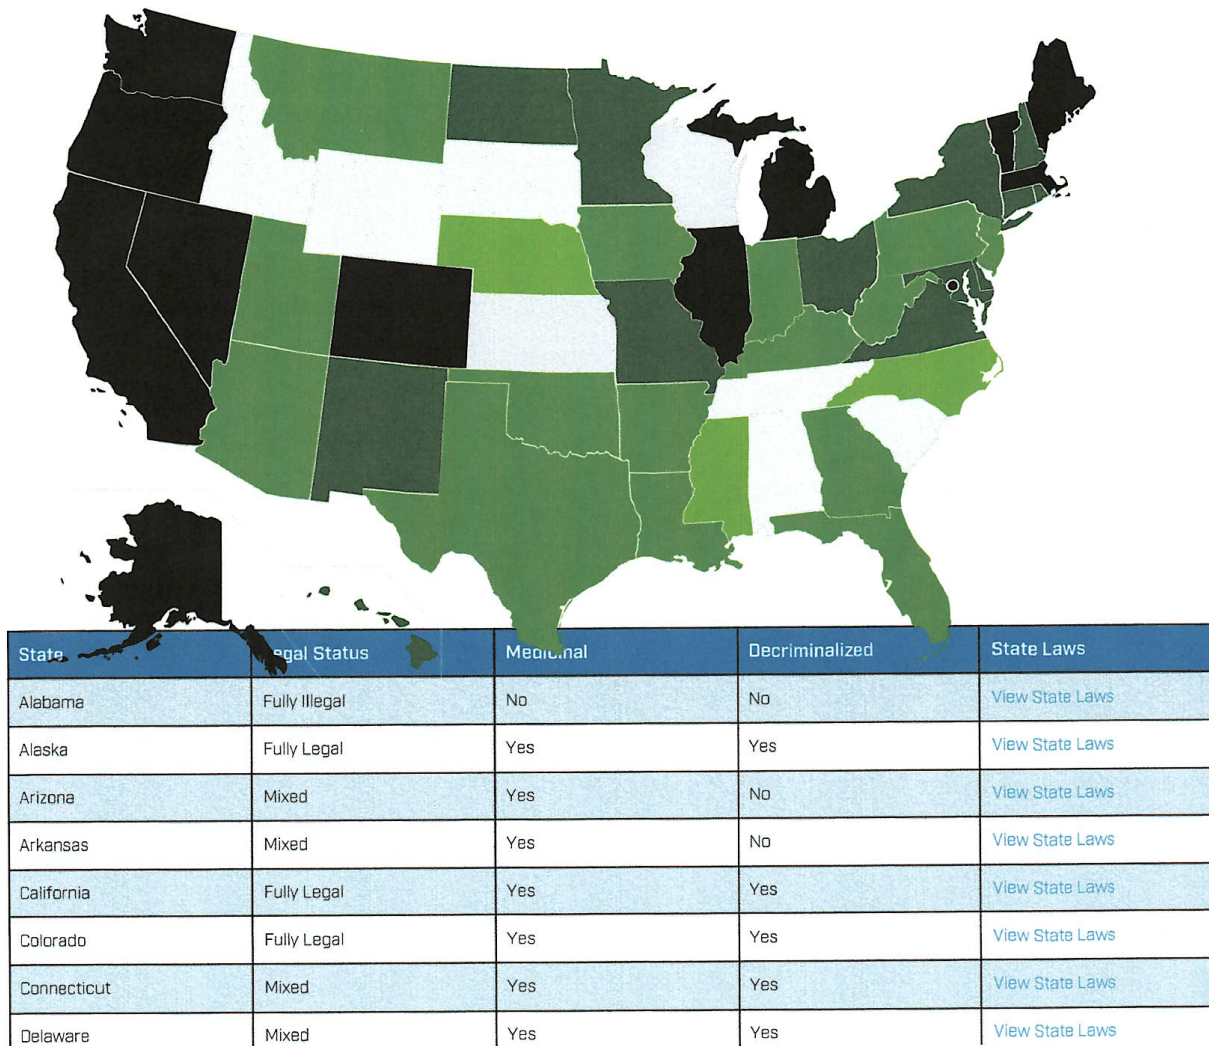 State Legal Status Medicinal Decriminalized State Laws
Alabama Fully Illegal No No View State Laws
Alaska Fully Legal Yes Yes View State Laws
Arizona Mixed Yes No View State Laws
Arkansas Mixed Yes No View State Laws
California Fully Legal Yes Yes View State Laws
Colorado Fully Legal Yes Yes View State Laws
Connecticut Mixed Yes Yes View State Laws
Delaware Mixed Yes Yes View State Laws